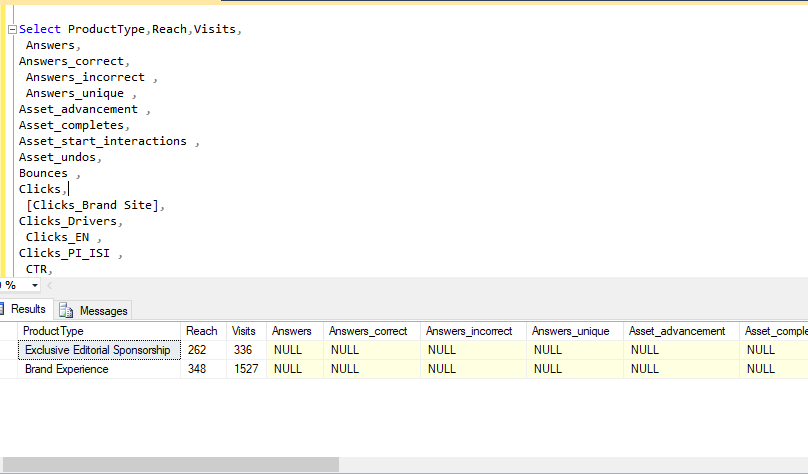 Select ProductType,Reach,Visits,
Answers,
Answers_correct,
Answers_incorrect ,
Answers_unique ,
Asset_advancement ,
Asset_completes,
Asset_start_interactions ,
Asset_undos,
Bounces ,
Clicks,
[Clicks_Brand Site],
Clicks_Drivers,
Clicks_EN ,
Clicks_PI_ISI ,
CTR,
%
Results Messages
ProductType Reach Visits Answers Answers_correct Answers_incorrect Answers_unique Asset_advancement Asset_comple
Exclusive Editorial Sponsorship 262 336 NULL NULL NULL NULL NULL NULL
Brand Experience 348 1527 NULL NULL NULL NULL NULL NULL